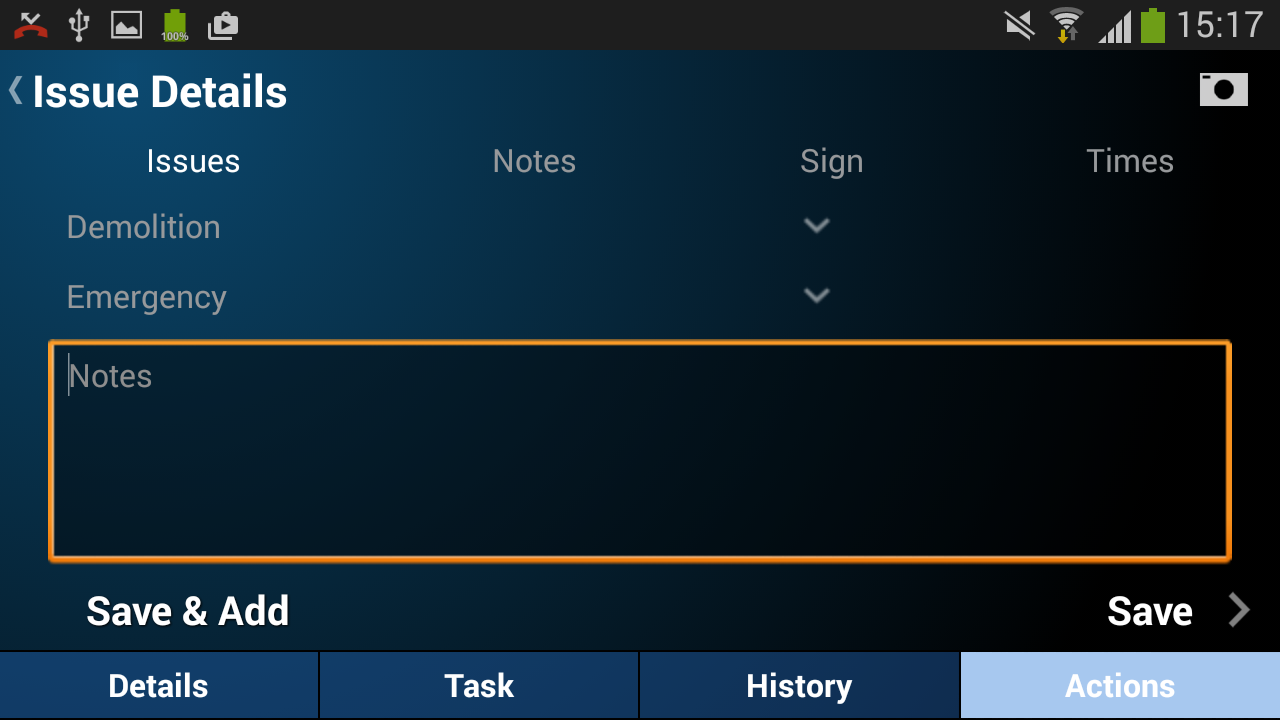 100% 15:17
Issue Details
Issues Notes Sign Times
Demolition
Emergency
Notes
Save & Add Save
Details Task History Actions